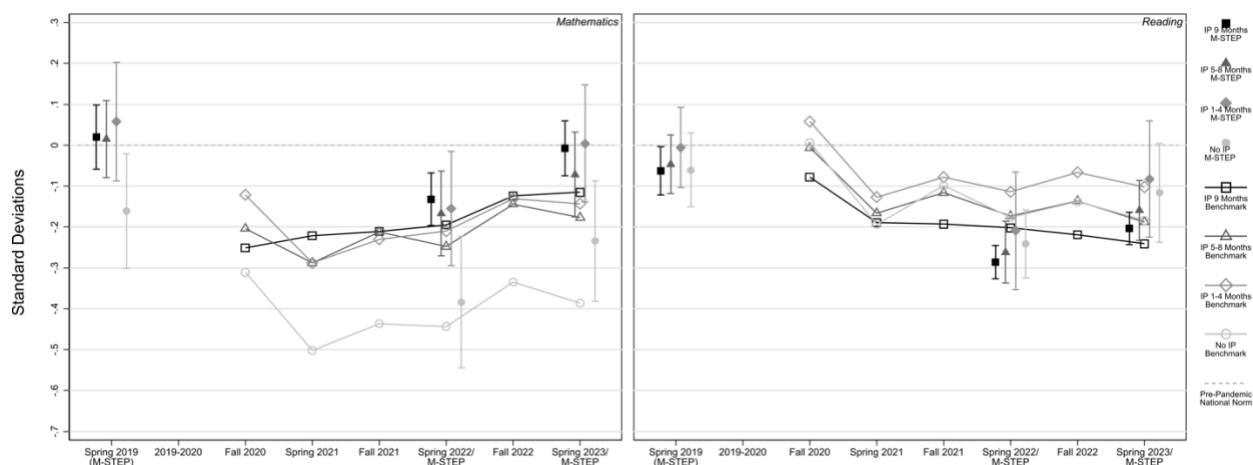 Mathematics
Reading
Standard Deviations
.3
.2
.1
0
-.1
-.2
-.3
-.4
-.5
-.6
-.7
Spring 2019
(M-STEP)
2019-2020
Fall 2020
Spring 2021
Fall 2021
Spring 2022/
M-STEP
Fall 2022
Spring 2023/
M-STEP
Spring 2019
(M-STEP)
2019-2020
Fall 2020
Spring 2021
Fall 2021
Spring 2022/
M-STEP
Fall 2022
Spring 2023/
M-STEP
IP 9 Months
M-STEP
IP 5-8 Months
M-STEP
IP 1-4 Months
M-STEP
No IP
M-STEP
IP 9 Months
Benchmark
IP 5-8 Months
Benchmark
IP 1-4 Months
Benchmark
No IP
Benchmark
Pre-Pandemic
National Norm